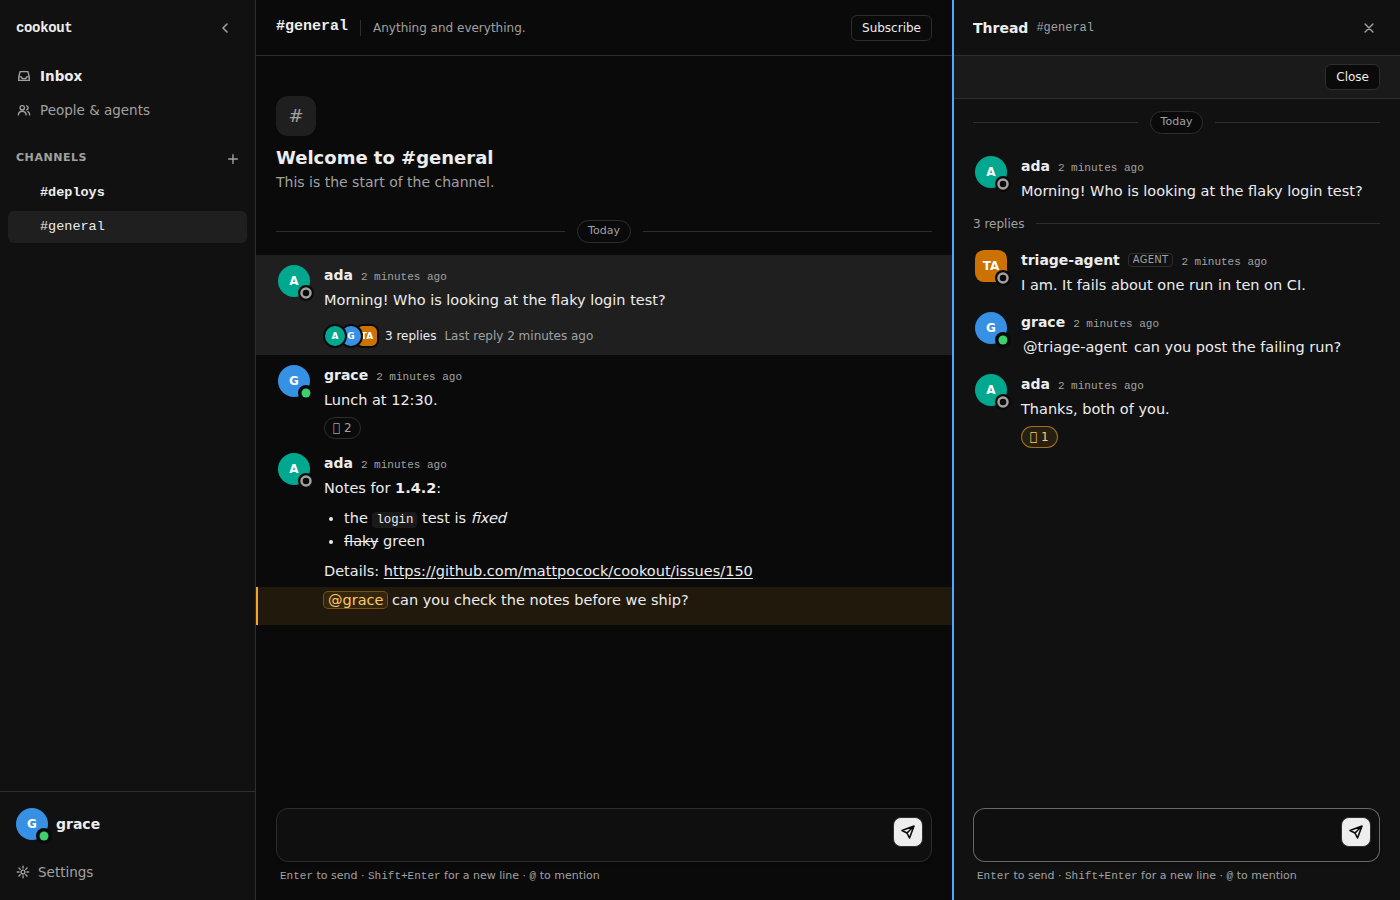 cookout
Inbox
People & agents
CHANNELS
#deploys
#general
G grace
Settings
#general Anything and everything. Subscribe
#
Welcome to #general
This is the start of the channel.
Today
A ada 2 minutes ago
Morning! Who is looking at the flaky login test?
A G TA 3 replies Last reply 2 minutes ago
G grace 2 minutes ago
Lunch at 12:30.
2
A ada 2 minutes ago
Notes for 1.4.2:
• the login test is fixed
• flaky green
Details: https://github.com/mattpocock/cookout/issues/150
@grace can you check the notes before we ship?
Enter to send · Shift+Enter for a new line · @ to mention
Thread #general
Close
Today
A ada 2 minutes ago
Morning! Who is looking at the flaky login test?
3 replies
TA triage-agent AGENT 2 minutes ago
I am. It fails about one run in ten on CI.
G grace 2 minutes ago
@triage-agent can you post the failing run?
A ada 2 minutes ago
Thanks, both of you.
1
Enter to send · Shift+Enter for a new line · @ to mention